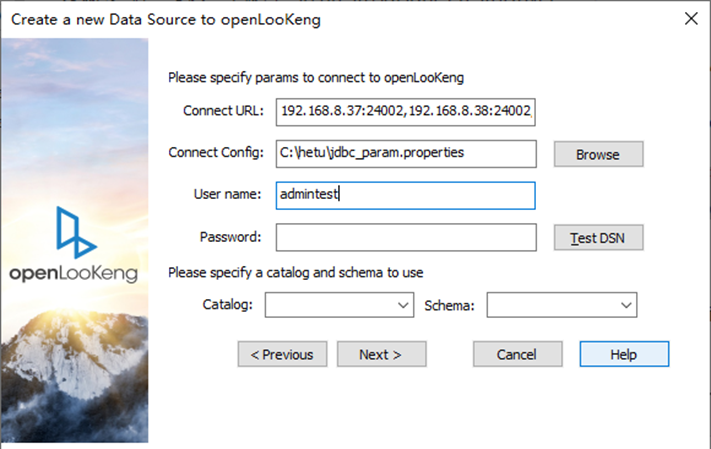 Create a new Data Source to openLooKeng
Please specify params to connect to openLooKeng
Connect URL: 192.168.8.37:24002,192.168.8.38:24002,
Connect Config: C:\hetu\jdbc_param.properties Browse
User name: admintest
Password: Test DSN
openLooKeng
Please specify a catalog and schema to use
Catalog: Schema:
< Previous Next > Cancel Help